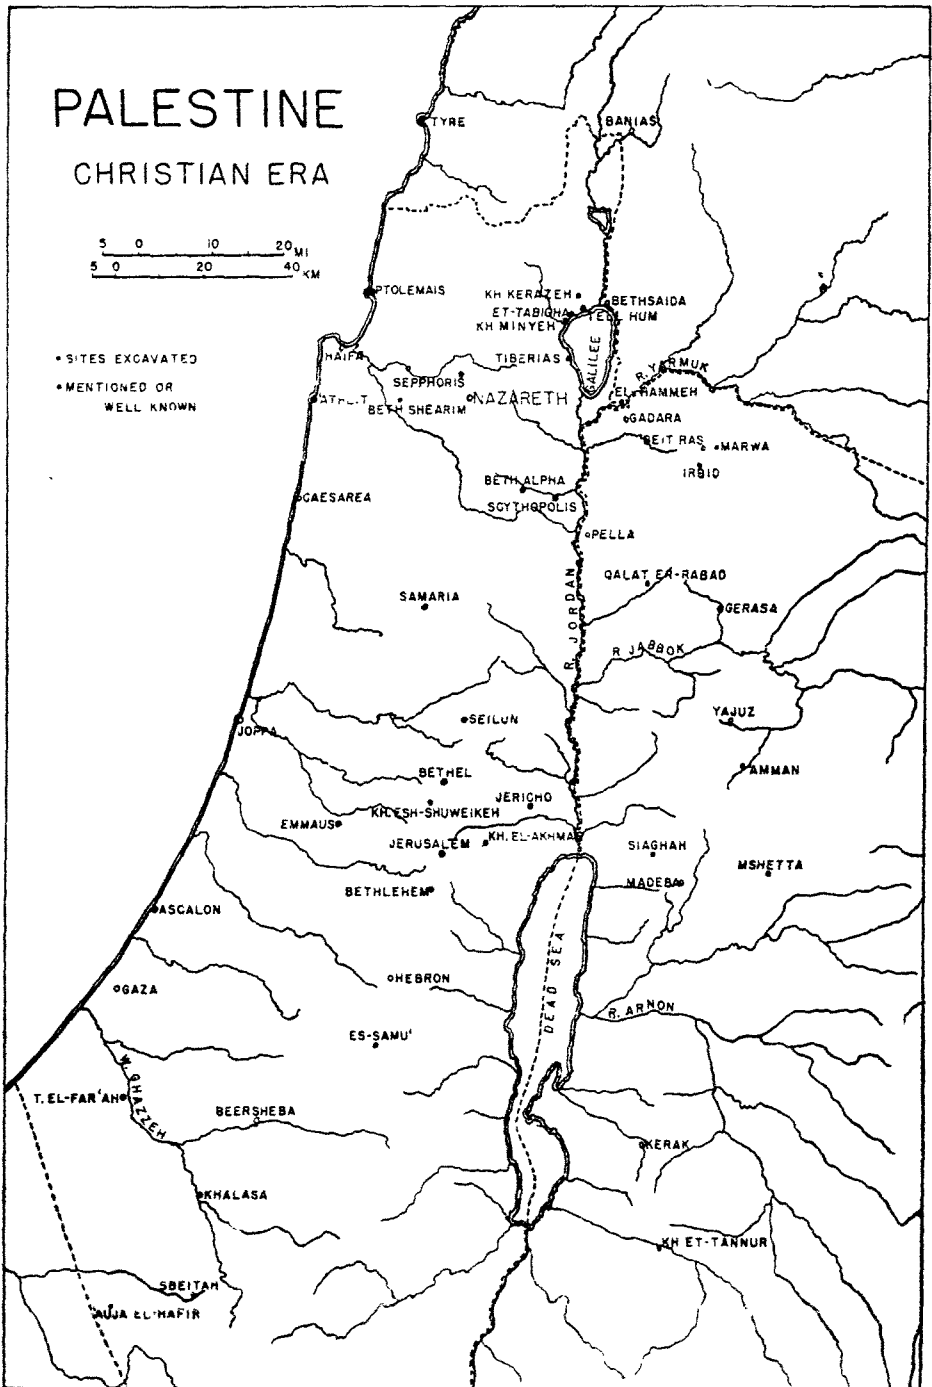 PALESTINE
CHRISTIAN ERA
5 0 10 20 MI
5 0 20 40 KM
• SITES EXCAVATED
• MENTIONED OR
WELL KNOWN
TYRE
BANIAS
PTOLEMAIS
KH KERAZEH
BETHSAIDA
ET-TABIGHA
TELL HUM
KH MINYEH
HAIFA
TIBERIAS
GALILEE
R. YARMUK
SEPPHORIS
ATHLIT
BETH SHEARIM
NAZARETH
EL-HAMMEH
GADARA
BEIT RAS
MARWA
IRBID
BETH ALPHA
CAESAREA
SCYTHOPOLIS
PELLA
R. JORDAN
QALAT ER-RABAD
SAMARIA
GERASA
R JABBOK
SEILUN
YAJUZ
JOPPA
BETHEL
AMMAN
JERICHO
KH. ESH-SHUWEIKEH
EMMAUS
KH. EL-AKHMAR
JERUSALEM
SIAGHAH
MSHETTA
BETHLEHEM
MADEBA
ASCALON
DEAD SEA
HEBRON
GAZA
R. ARNON
ES-SAMU'
W. GHAZZEH
T. EL-FAR'AH
BEERSHEBA
KERAK
KHALASA
KH ET-TANNUR
SBEITAH
AUJA EL-HAFIR